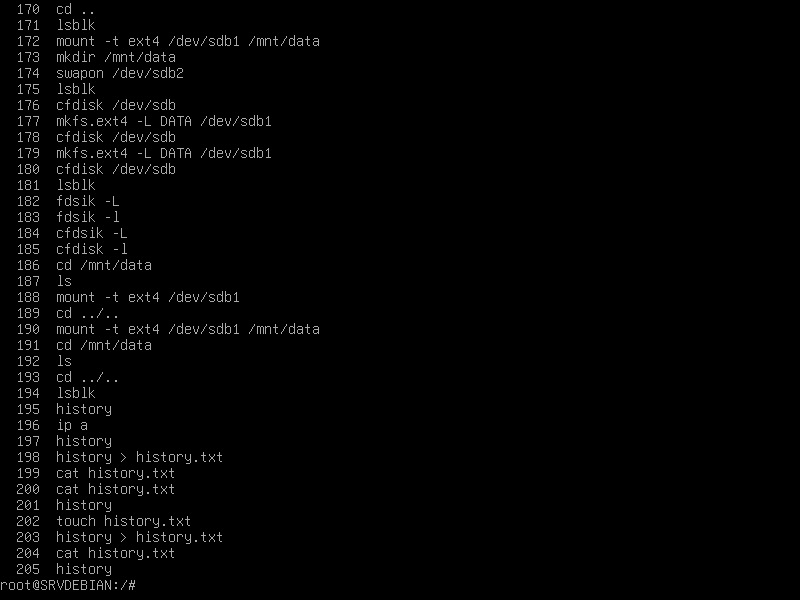 170  cd ..
171  lsblk
172  mount -t ext4 /dev/sdb1 /mnt/data
173  mkdir /mnt/data
174  swapon /dev/sdb2
175  lsblk
176  cfdisk /dev/sdb
177  mkfs.ext4 -L DATA /dev/sdb1
178  cfdisk /dev/sdb
179  mkfs.ext4 -L DATA /dev/sdb1
180  cfdisk /dev/sdb
181  lsblk
182  fdsik -L
183  fdsik -l
184  cfdsik -L
185  cfdisk -l
186  cd /mnt/data
187  ls
188  mount -t ext4 /dev/sdb1
189  cd ../..
190  mount -t ext4 /dev/sdb1 /mnt/data
191  cd /mnt/data
192  ls
193  cd ../..
194  lsblk
195  history
196  ip a
197  history
198  history > history.txt
199  cat history.txt
200  cat history.txt
201  history
202  touch history.txt
203  history > history.txt
204  cat history.txt
205  history
root@SRVDEBIAN:/#